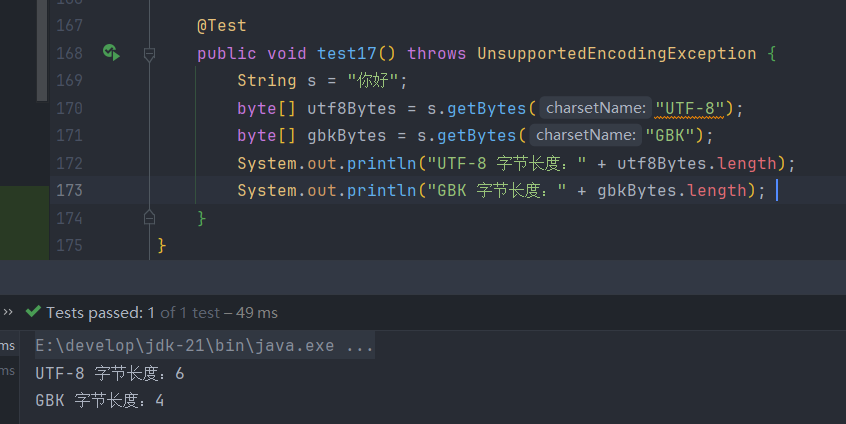 167 @Test
168 public void test17() throws UnsupportedEncodingException {
169 String s = "你好";
170 byte[] utf8Bytes = s.getBytes( charsetName: "UTF-8");
171 byte[] gbkBytes = s.getBytes( charsetName: "GBK");
172 System.out.println("UTF-8 字节长度：" + utf8Bytes.length);
173 System.out.println("GBK 字节长度：" + gbkBytes.length);
174 }
175 }
» Tests passed: 1 of 1 test – 49 ms
ms E:\develop\jdk-21\bin\java.exe ...
ms UTF-8 字节长度：6
GBK 字节长度：4